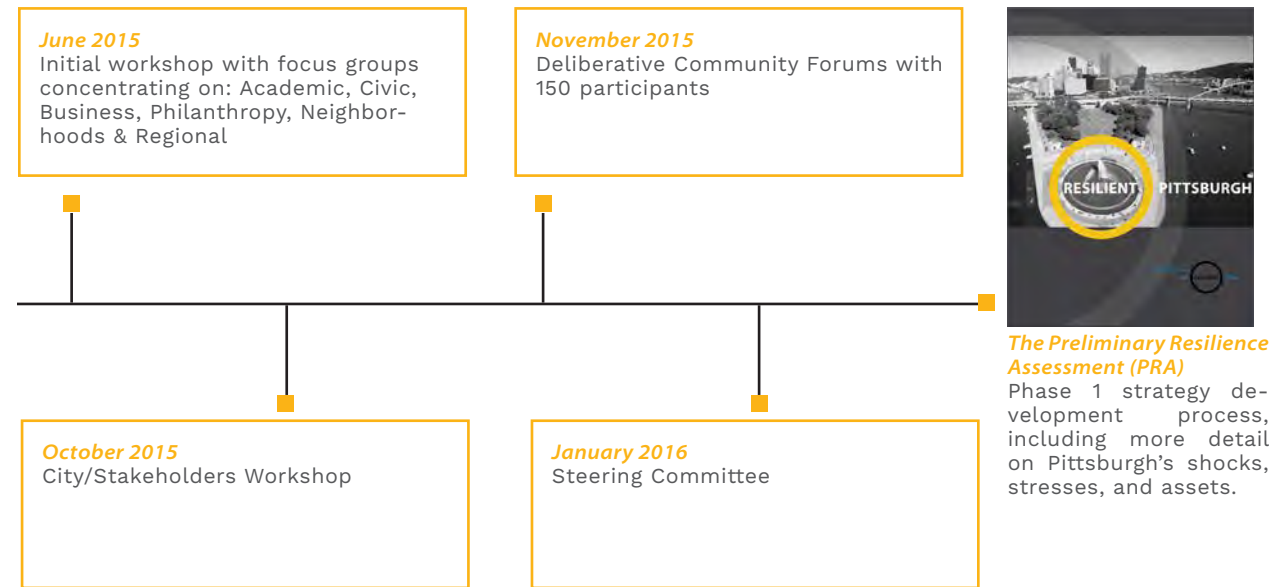 June 2015
Initial workshop with focus groups
concentrating on: Academic, Civic,
Business, Philanthropy, Neighbor-
hoods & Regional
November 2015
Deliberative Community Forums with
150 participants
RESILIENT PITTSBURGH
The Preliminary Resilience
Assessment (PRA)
Phase 1 strategy de-
velopment process,
including more detail
on Pittsburgh's shocks,
stresses, and assets.
October 2015
City/Stakeholders Workshop
January 2016
Steering Committee